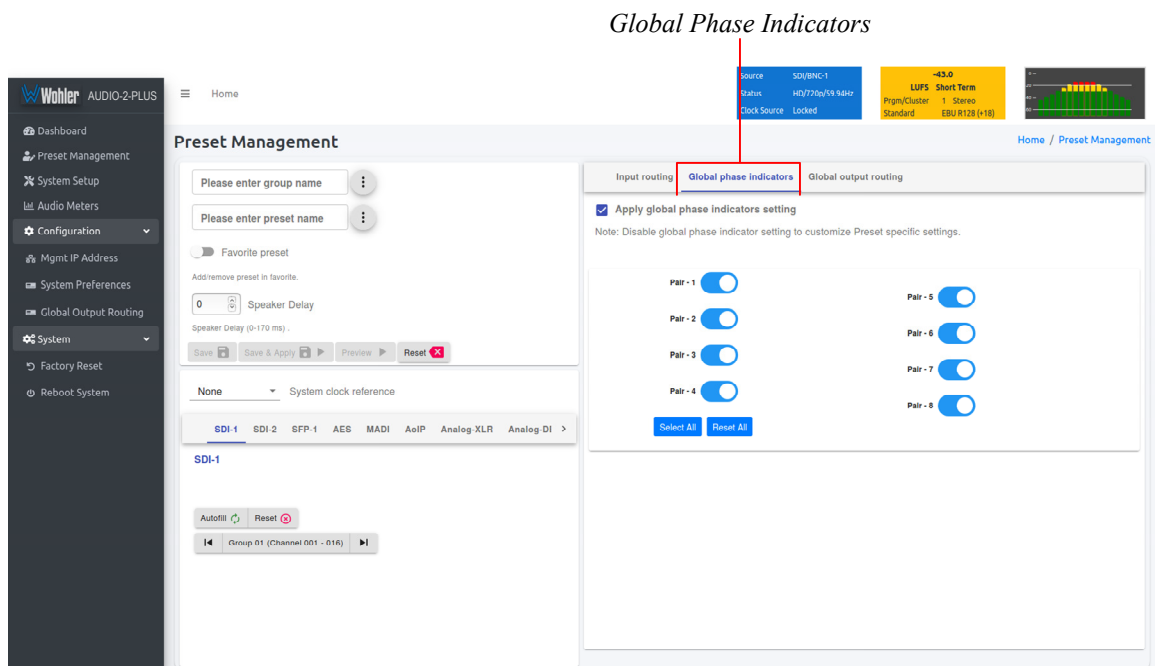 Global Phase Indicators
Wohler AUDIO-2-PLUS
Home
Source SDI/BNC-1
Status HD/720p/59.94Hz
Clock Source Locked
-43.0
LUFS Short Term
Prgm/Cluster 1 Stereo
Standard EBU R128 (+18)
Dashboard
Preset Management
System Setup
Audio Meters
Configuration
Mgmt IP Address
System Preferences
Global Output Routing
System
Factory Reset
Reboot System
Preset Management
Home / Preset Management
Please enter group name
Please enter preset name
Favorite preset
Add/remove preset in favorite.
0 Speaker Delay
Speaker Delay (0-170 ms) .
Save Save & Apply Preview Reset
None System clock reference
SDI-1 SDI-2 SFP-1 AES MADI AoIP Analog-XLR Analog-DI
SDI-1
Autofill Reset
Group 01 (Channel 001 - 016)
Input routing Global phase indicators Global output routing
Apply global phase indicators setting
Note: Disable global phase indicator setting to customize Preset specific settings.
Pair - 1
Pair - 2
Pair - 3
Pair - 4
Pair - 5
Pair - 6
Pair - 7
Pair - 8
Select All Reset All